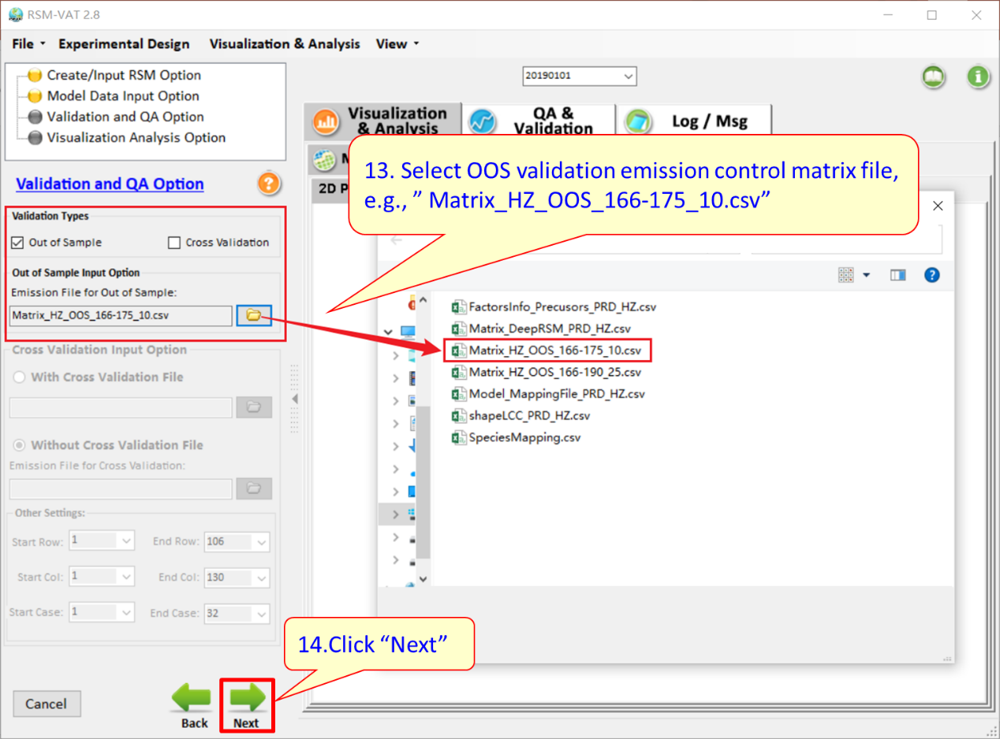 RSM-VAT 2.8
File Experimental Design Visualization & Analysis View
Create/Input RSM Option
Model Data Input Option
Validation and QA Option
Visualization Analysis Option
20190101
Visualization
& Analysis
QA &
Validation
Log / Msg
2D P
13. Select OOS validation emission control matrix file,
e.g., ” Matrix_HZ_OOS_166-175_10.csv”
Validation and QA Option
Validation Types
Out of Sample Cross Validation
Out of Sample Input Option
Emission File for Out of Sample:
Matrix_HZ_OOS_166-175_10.csv
Cross Validation Input Option
With Cross Validation File
Without Cross Validation File
Emission File for Cross Validation:
Other Settings:
Start Row: 1 End Row: 106
Start Col: 1 End Col: 130
Start Case: 1 End Case: 32
FactorsInfo_Precusors_PRD_HZ.csv
Matrix_DeepRSM_PRD_HZ.csv
Matrix_HZ_OOS_166-175_10.csv
Matrix_HZ_OOS_166-190_25.csv
Model_MappingFile_PRD_HZ.csv
shapeLCC_PRD_HZ.csv
SpeciesMapping.csv
14.Click “Next”
Cancel
Back
Next